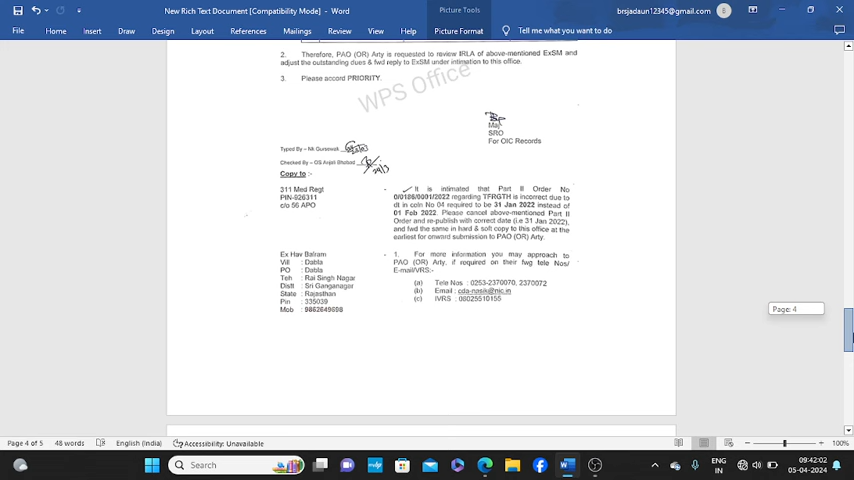 New Rich Text Document [Compatibility Mode] - Word
Picture Tools
brsjadaun12345@gmail.com
B
File Home Insert Draw Design Layout References Mailings Review View Help Picture Format Tell me what you want to do
2. Therefore, PAO (OR) Arty is requested to review IRLA of above-mentioned ExSM and
adjust the outstanding dues & fwd reply to ExSM under intimation to this office.
3. Please accord PRIORITY.
WPS Office
Maj
SRO
For OIC Records
Typed By – Nk Gursewak
Checked By – OS Anjali Bhobad
Copy to :-
311 Med Regt
PIN-926311
c/o 56 APO
- It is intimated that Part II Order No
0/0186/0001/2022 regarding TFRGTH is incorrect due to
dt in coln No 04 required to be 31 Jan 2022 instead of
01 Feb 2022. Please cancel above-mentioned Part II
Order and re-publish with correct date (i.e 31 Jan 2022),
and fwd the same in hard & soft copy to this office at the
earliest for onward submission to PAO (OR) Arty.
Ex Hav Balram
Vill : Dabla
PO : Dabla
Teh : Rai Singh Nagar
Distt : Sri Ganganagar
State : Rajasthan
Pin : 335039
Mob : 9862649698
- 1. For more information you may approach to
PAO (OR) Arty, if required on their fwg tele Nos/
E-mail/VRS:-
(a) Tele Nos : 0253-2370070, 2370072
(b) Email : cda-nasik@nic.in
(c) IVRS : 08025510155
Page: 4
Page 4 of 5 48 words English (India) Accessibility: Unavailable 100%
Search
ENG
IN
09:42:02
05-04-2024